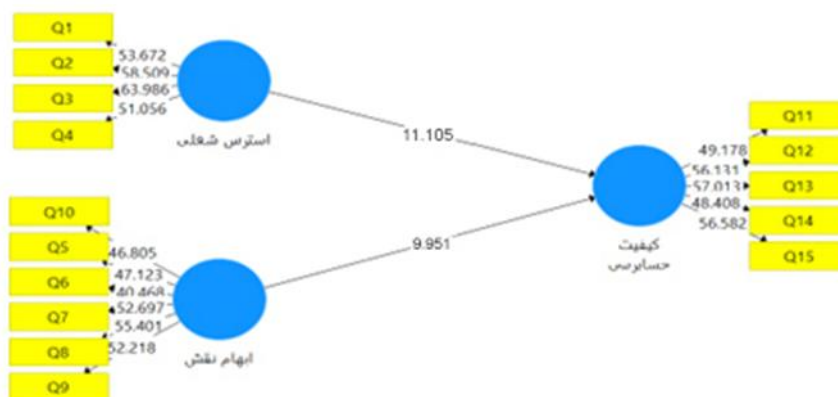 Q1
Q2
Q3
Q4
53.672
58.509
63.986
51.056
استرس شغلی
11.105
Q10
Q5
Q6
Q7
Q8
Q9
46.805
47.123
40.468
52.697
55.401
52.218
ابهام نقش
9.951
کیفیت
حسابرسی
49.178
56.131
57.013
48.408
56.582
Q11
Q12
Q13
Q14
Q15